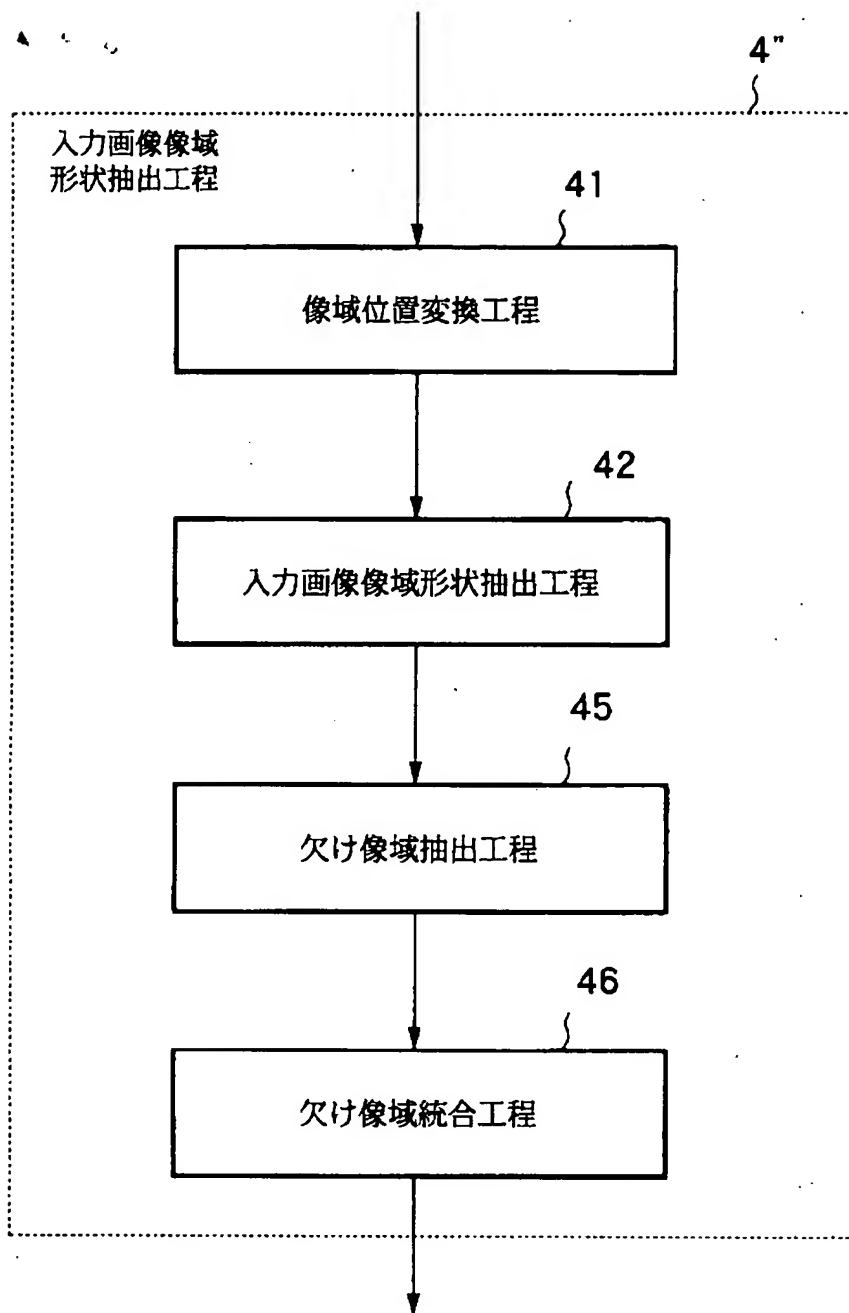 4"
入力画像像域
形状抽出工程
41
像域位置変換工程
42
入力画像像域形状抽出工程
45
欠け像域抽出工程
46
欠け像域統合工程